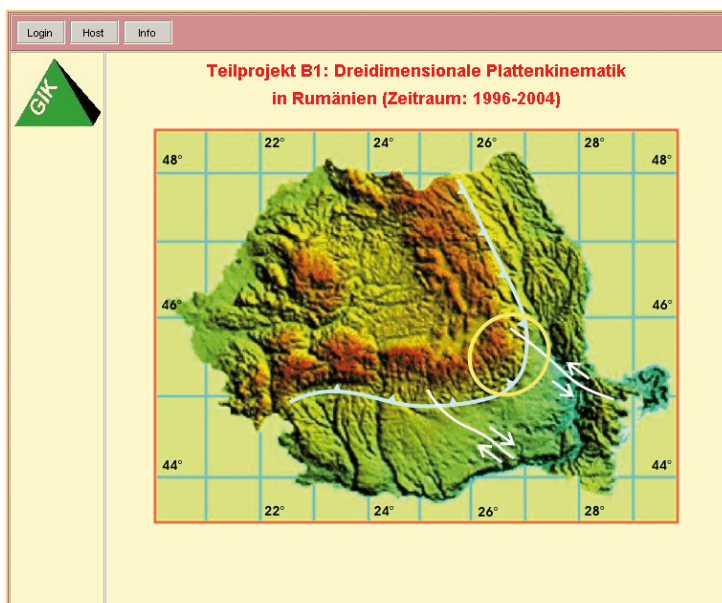 Login Host Info
GIK
Teilprojekt B1: Dreidimensionale Plattenkinematik
in Rumänien (Zeitraum: 1996-2004)
22° 24° 26° 28°
48° 48°
46° 46°
44° 44°
22° 24° 26° 28°